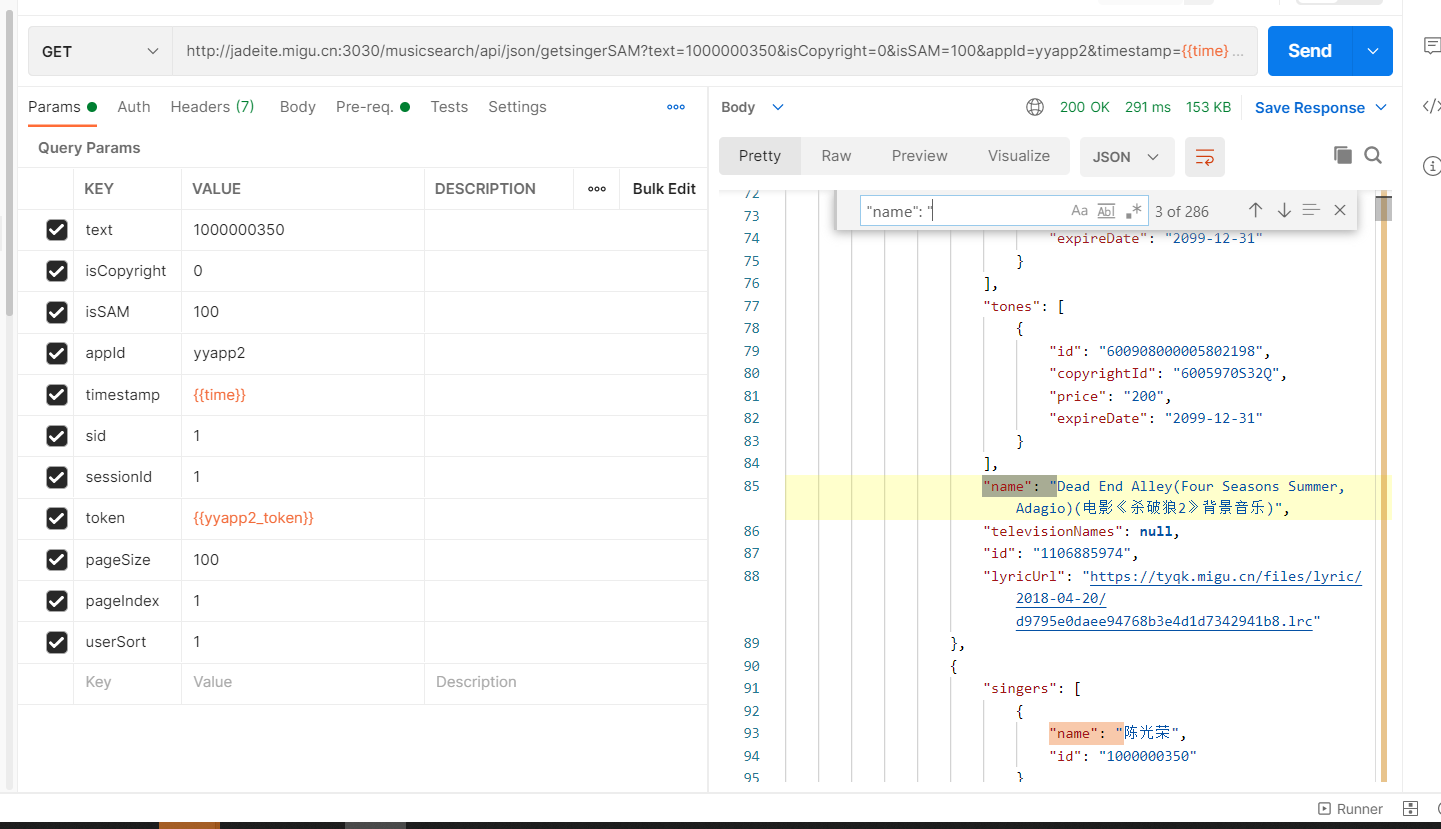 GET
http://jadeite.migu.cn:3030/musicsearch/api/json/getsingerSAM?text=1000000350&isCopyright=0&isSAM=100&appId=yyapp2&timestamp={{time} ...
Send
Params
Auth
Headers (7)
Body
Pre-req.
Tests
Settings
Query Params
KEY VALUE DESCRIPTION ooo Bulk Edit
text 1000000350
isCopyright 0
isSAM 100
appId yyapp2
timestamp {{time}}
sid 1
sessionId 1
token {{yyapp2_token}}
pageSize 100
pageIndex 1
userSort 1
Key Value Description
Body
200 OK 291 ms 153 KB Save Response
Pretty Raw Preview Visualize JSON
"name": " Aa Abl .* 3 of 286
72
73
74 "expireDate": "2099-12-31"
75 }
76 ],
77 "tones": [
78 {
79 "id": "600908000005802198",
80 "copyrightId": "6005970S32Q",
81 "price": "200",
82 "expireDate": "2099-12-31"
83 }
84 ],
85 "name": "Dead End Alley(Four Seasons Summer,
Adagio)(电影《杀破狼2》背景音乐)",
86 "televisionNames": null,
87 "id": "1106885974",
88 "lyricUrl": "https://tyqk.migu.cn/files/lyric/
2018-04-20/
d9795e0daee94768b3e4d1d7342941b8.lrc"
89 },
90 {
91 "singers": [
92 {
93 "name": "陈光荣",
94 "id": "1000000350"
95 }
Runner